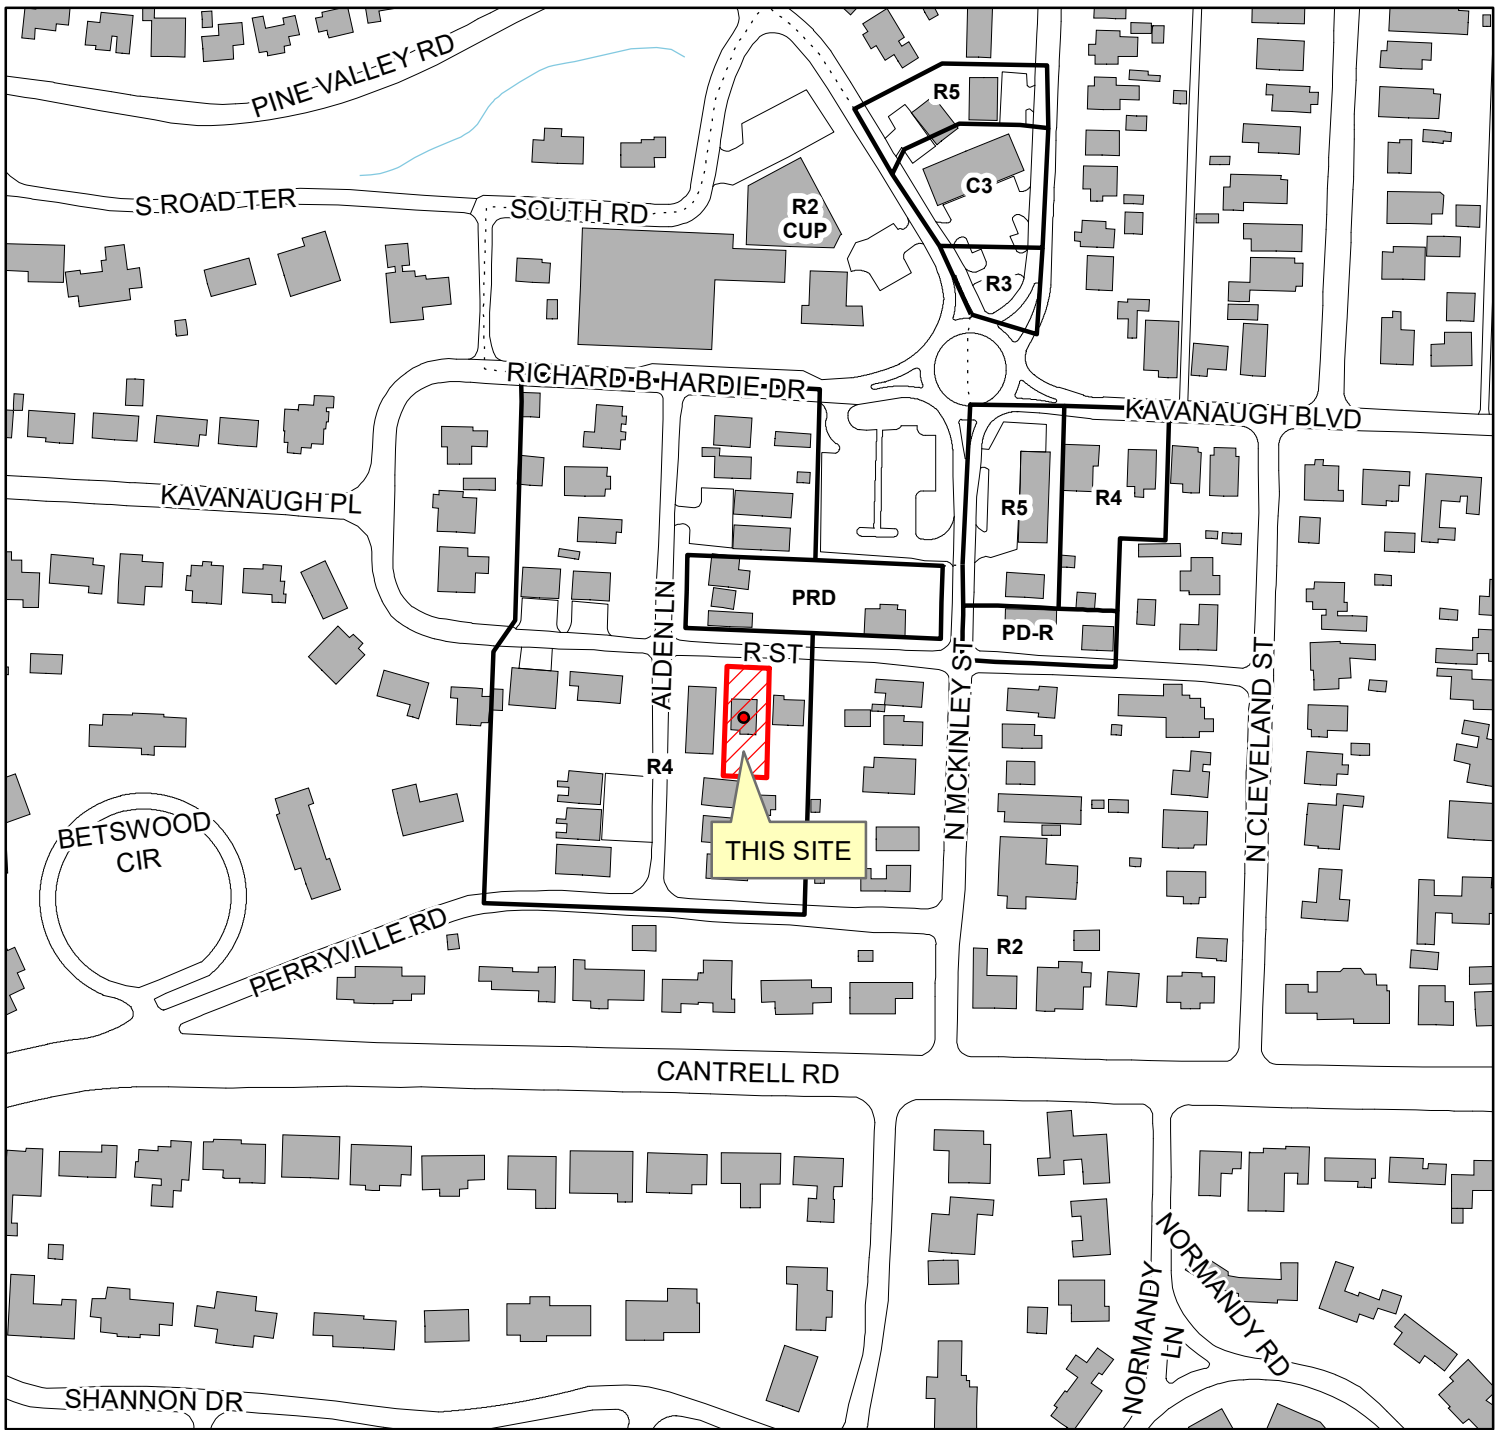 PINE VALLEY RD
R5
C3
S ROAD TER
SOUTH RD
R2
CUP
R3
RICHARD B HARDIE DR
KAVANAUGH BLVD
KAVANAUGH PL
R5
R4
PRD
ALDEN LN
PD-R
R ST
N MCKINLEY ST
N CLEVELAND ST
R4
BETSWOOD
CIR
THIS SITE
PERRYVILLE RD
R2
CANTRELL RD
NORMANDY
LN
NORMANDY RD
SHANNON DR